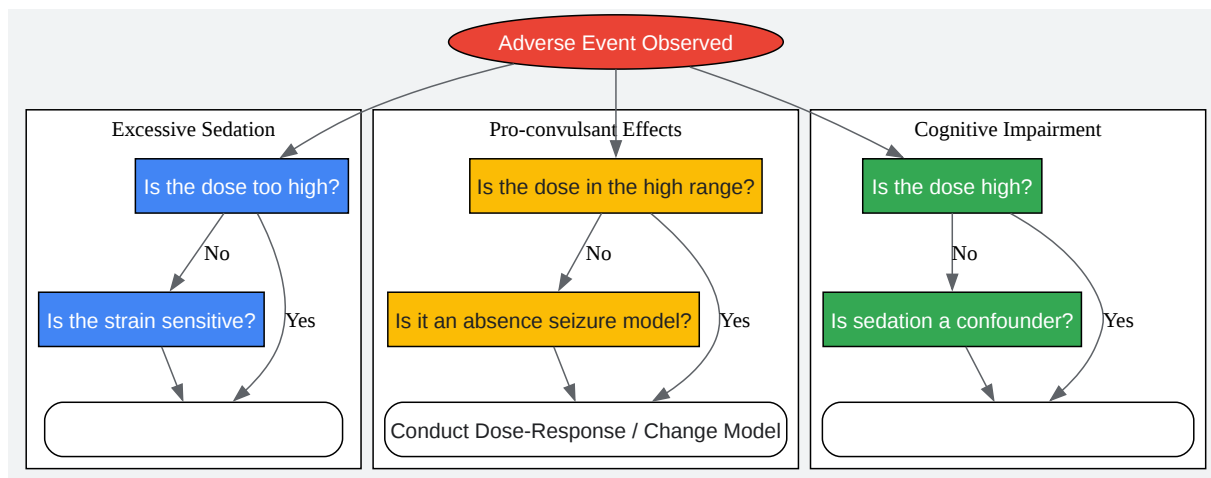 Adverse Event Observed
Excessive Sedation
Is the dose too high?
No
Is the strain sensitive?
Yes
Pro-convulsant Effects
Is the dose in the high range?
No
Is it an absence seizure model?
Yes
Conduct Dose-Response / Change Model
Cognitive Impairment
Is the dose high?
No
Is sedation a confounder?
Yes